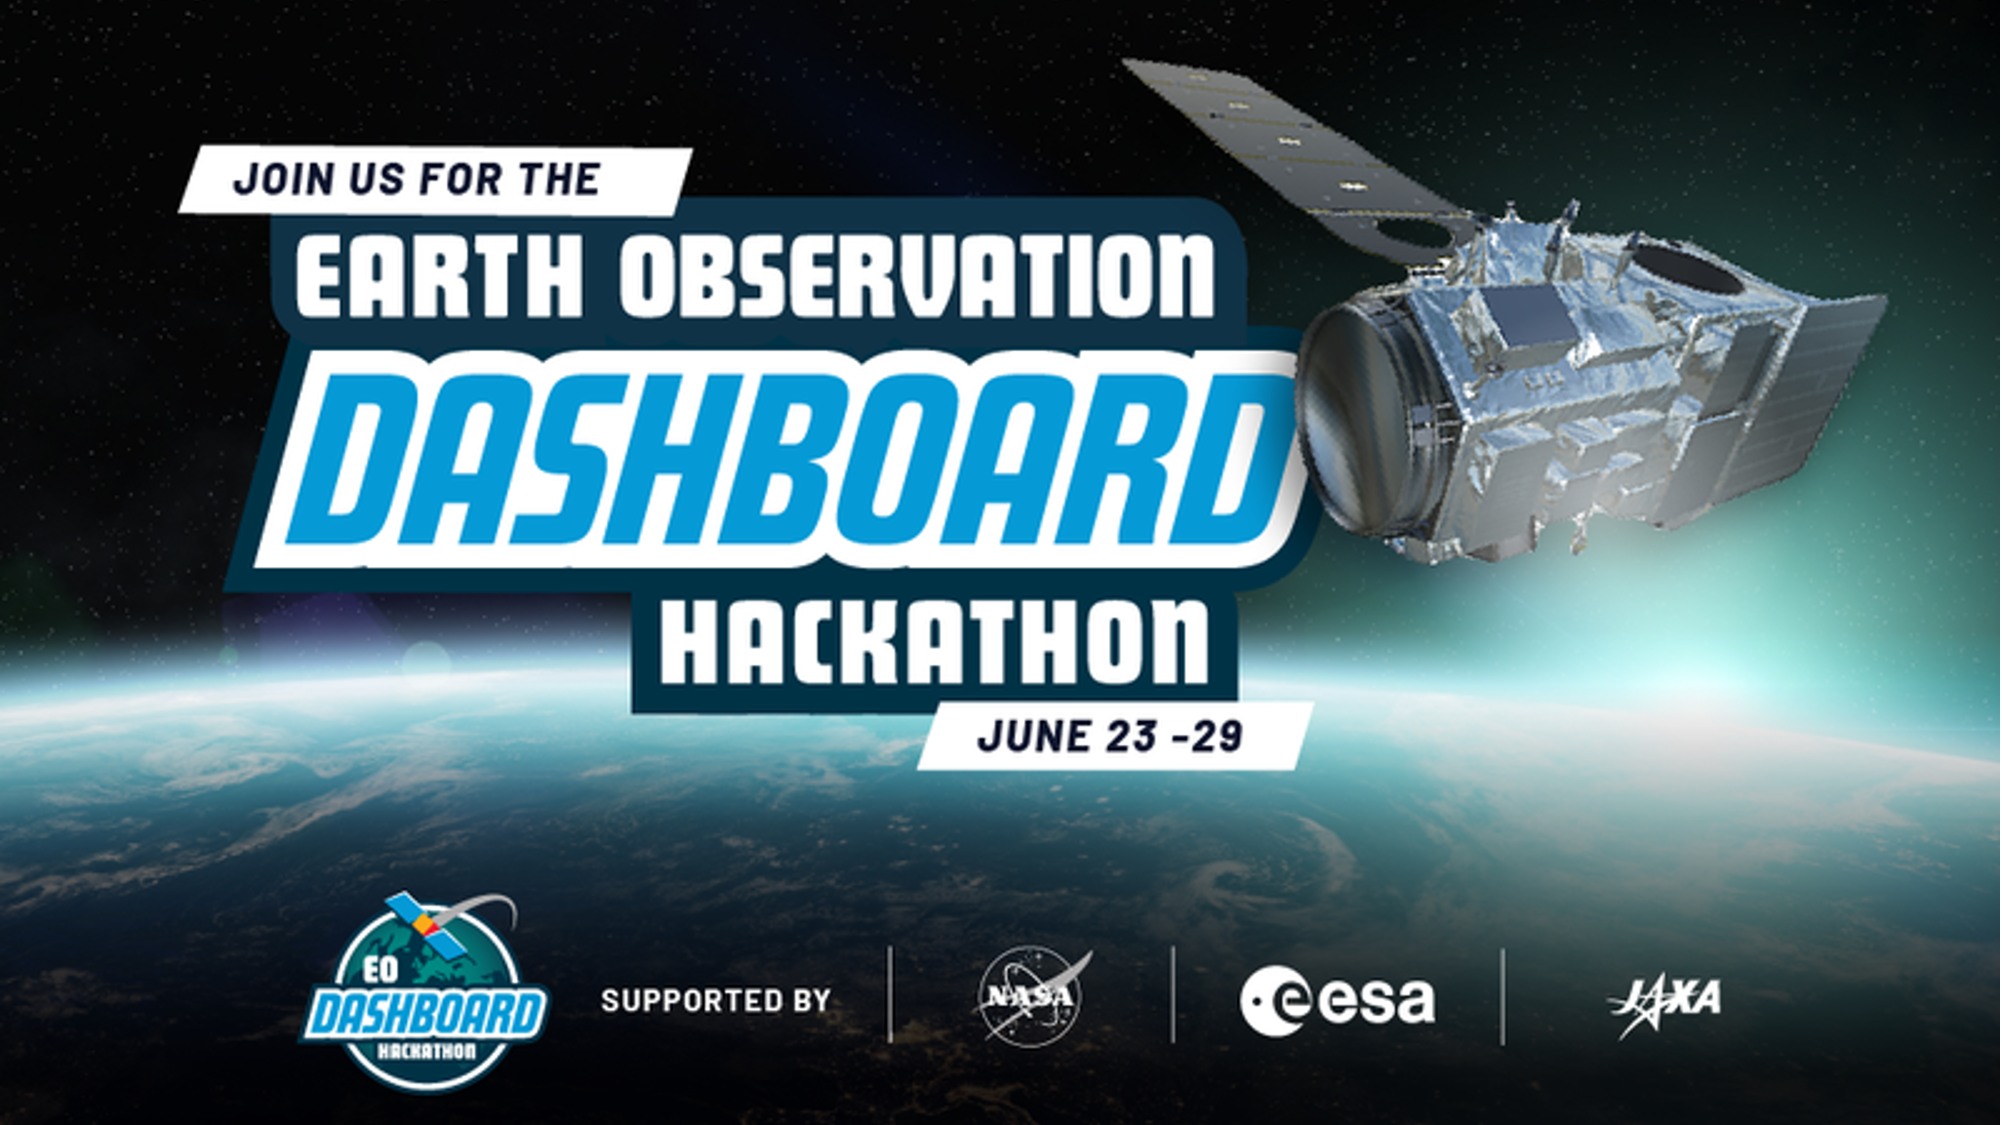 JOIN US FOR THE
EARTH OBSERVATION
DASHBOARD
HACKATHON
JUNE 23 -29
EO
DASHBOARD
HACKATHON
SUPPORTED BY
NASA
esa
JAXA